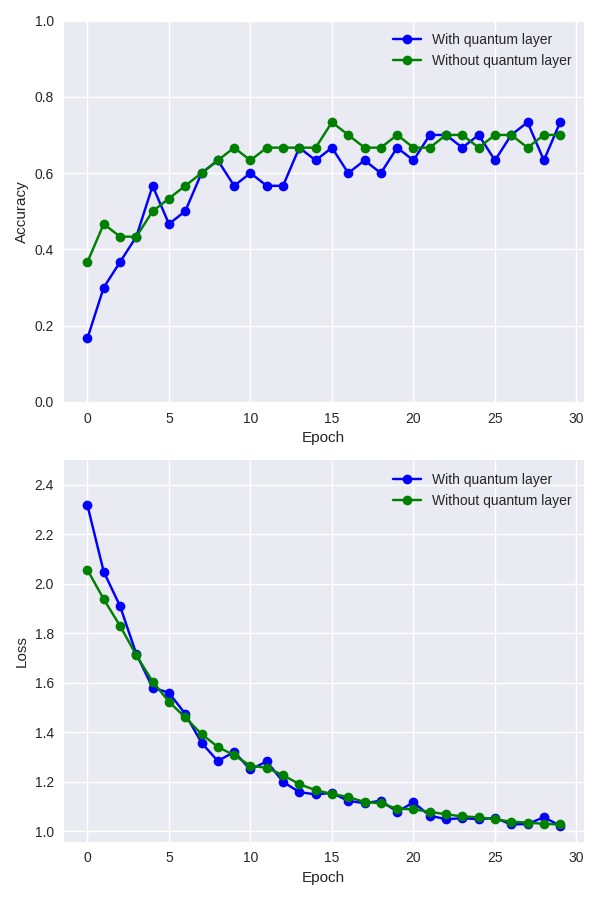 1.0
With quantum layer
Without quantum layer
0.8
0.6
Accuracy
0.4
0.2
0.0
0 5 10 15 20 25 30
Epoch
2.4
With quantum layer
Without quantum layer
2.2
2.0
1.8
Loss
1.6
1.4
1.2
1.0
0 5 10 15 20 25 30
Epoch